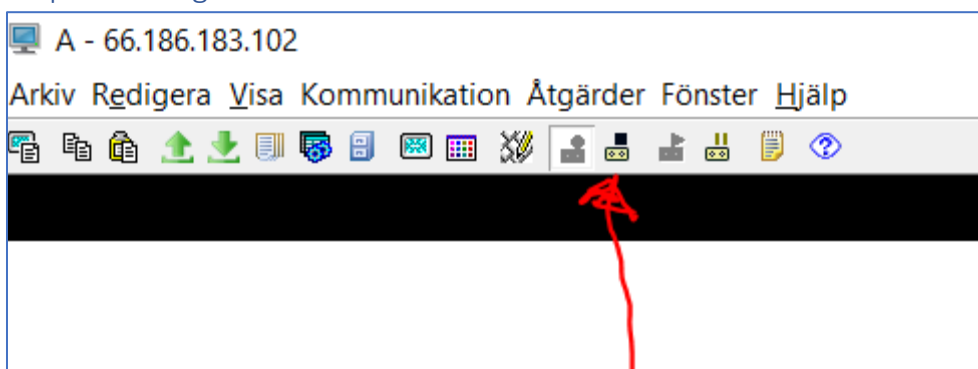 A - 66.186.183.102
Arkiv Redigera Visa Kommunikation Åtgärder Fönster Hjälp